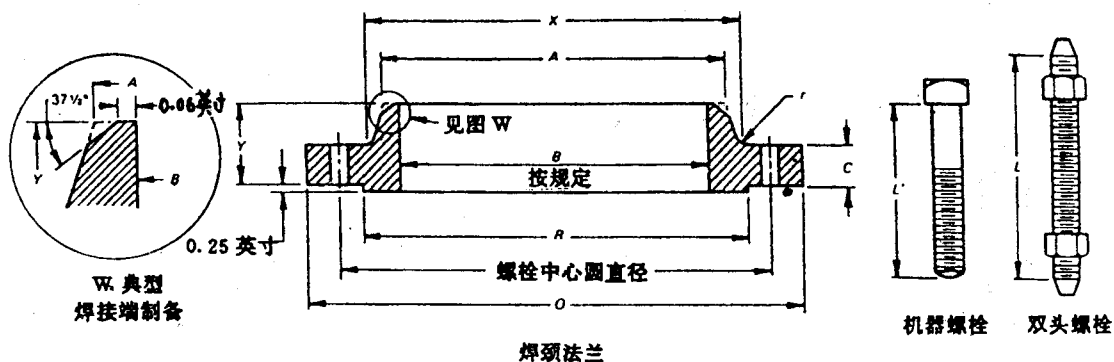 X
A
37½°
A
0.06英寸
r
见图 W
Y
Y
B
B
按规定
C
L'
L
0.25 英寸
R
螺栓中心圆直径
O
W. 典型
焊接端制备
机器螺栓
双头螺栓
焊颈法兰